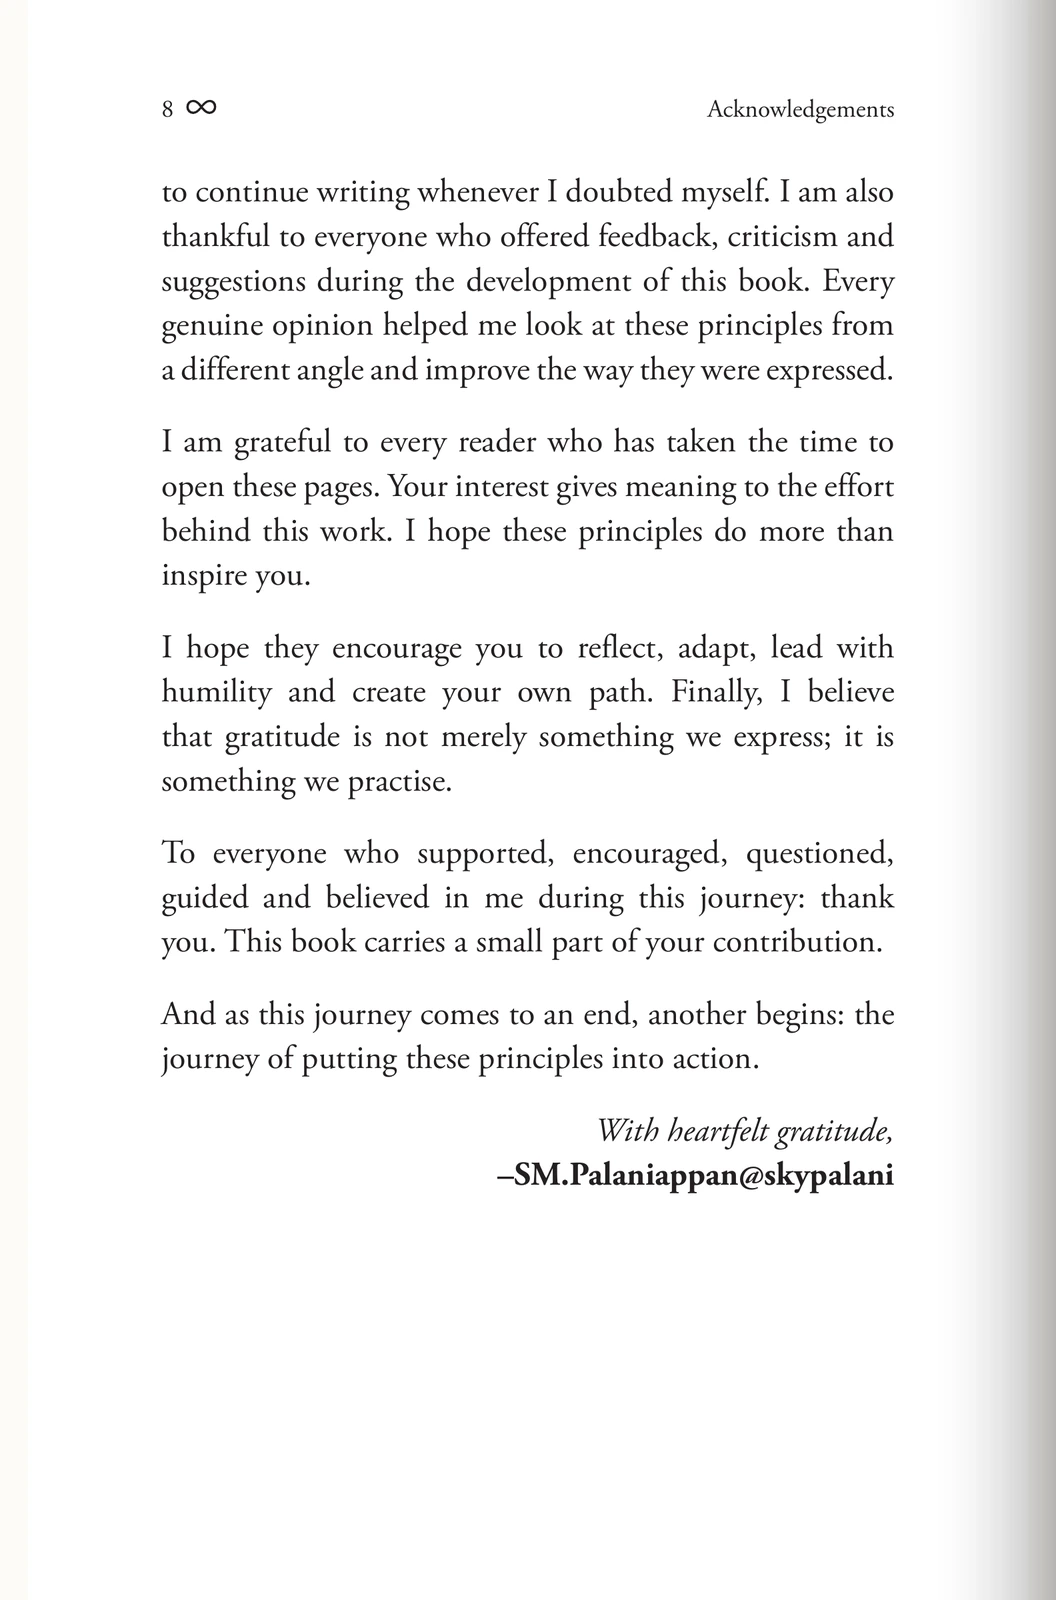 8 ∞ Acknowledgements
to continue writing whenever I doubted myself. I am also
thankful to everyone who offered feedback, criticism and
suggestions during the development of this book. Every
genuine opinion helped me look at these principles from
a different angle and improve the way they were expressed.
I am grateful to every reader who has taken the time to
open these pages. Your interest gives meaning to the effort
behind this work. I hope these principles do more than
inspire you.
I hope they encourage you to reflect, adapt, lead with
humility and create your own path. Finally, I believe
that gratitude is not merely something we express; it is
something we practise.
To everyone who supported, encouraged, questioned,
guided and believed in me during this journey: thank
you. This book carries a small part of your contribution.
And as this journey comes to an end, another begins: the
journey of putting these principles into action.
With heartfelt gratitude,
–SM.Palaniappan@skypalani